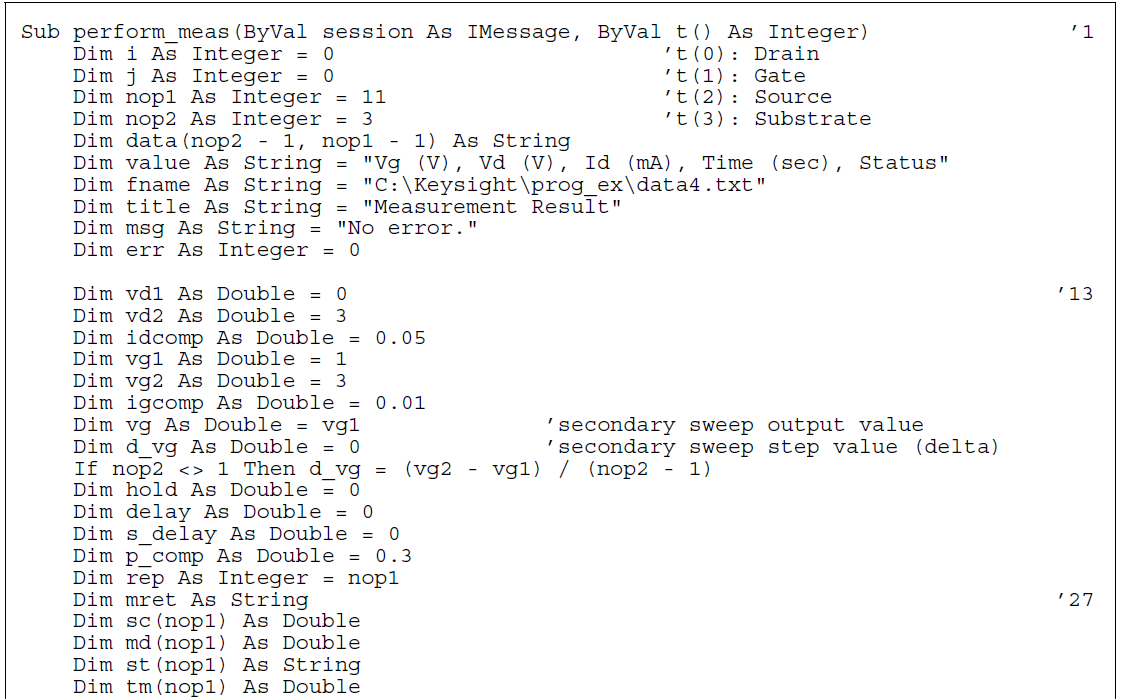 Sub perform_meas(ByVal session As IMessage, ByVal t() As Integer) '1
Dim i As Integer = 0 't(0): Drain
Dim j As Integer = 0 't(1): Gate
Dim nop1 As Integer = 11 't(2): Source
Dim nop2 As Integer = 3 't(3): Substrate
Dim data(nop2 - 1, nop1 - 1) As String
Dim value As String = "Vg (V), Vd (V), Id (mA), Time (sec), Status"
Dim fname As String = "C:\Keysight\prog_ex\data4.txt"
Dim title As String = "Measurement Result"
Dim msg As String = "No error."
Dim err As Integer = 0
Dim vd1 As Double = 0 '13
Dim vd2 As Double = 3
Dim idcomp As Double = 0.05
Dim vg1 As Double = 1
Dim vg2 As Double = 3
Dim igcomp As Double = 0.01
Dim vg As Double = vg1 'secondary sweep output value
Dim d_vg As Double = 0 'secondary sweep step value (delta)
If nop2 <> 1 Then d_vg = (vg2 - vg1) / (nop2 - 1)
Dim hold As Double = 0
Dim delay As Double = 0
Dim s_delay As Double = 0
Dim p_comp As Double = 0.3
Dim rep As Integer = nop1
Dim mret As String '27
Dim sc(nop1) As Double
Dim md(nop1) As Double
Dim st(nop1) As String
Dim tm(nop1) As Double